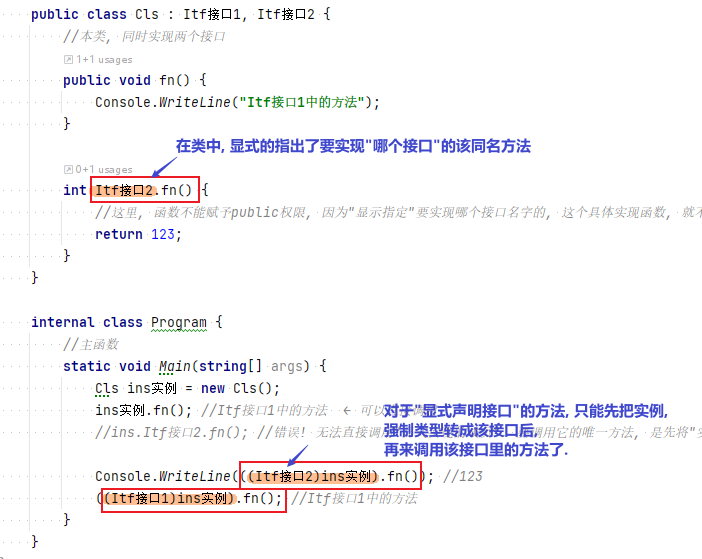 public class Cls : Itf接口1, Itf接口2 {
//本类, 同时实现两个接口
1+1 usages
public void fn() {
Console.WriteLine("Itf接口1中的方法");
}
在类中, 显式的指出了要实现"哪个接口"的该同名方法
0+1 usages
int Itf接口2.fn() {
//这里, 函数不能赋予public权限, 因为"显示指定"要实现哪个接口名字的, 这个具体实现函数, 就不
return 123;
}
}
internal class Program {
//主函数
static void Main(string[] args) {
Cls ins实例 = new Cls();
对于"显式声明接口"的方法, 只能先把实例,
ins实例.fn(); //Itf接口1中的方法 ← 可以
强制类型转成该接口后,
//ins.Itf接口2.fn(); //错误! 无法直接调 调用它的唯一方法, 是先将"实
再来调用该接口里的方法了.
Console.WriteLine(((Itf接口2)ins实例).fn()); //123
((Itf接口1)ins实例).fn(); //Itf接口1中的方法
}
}